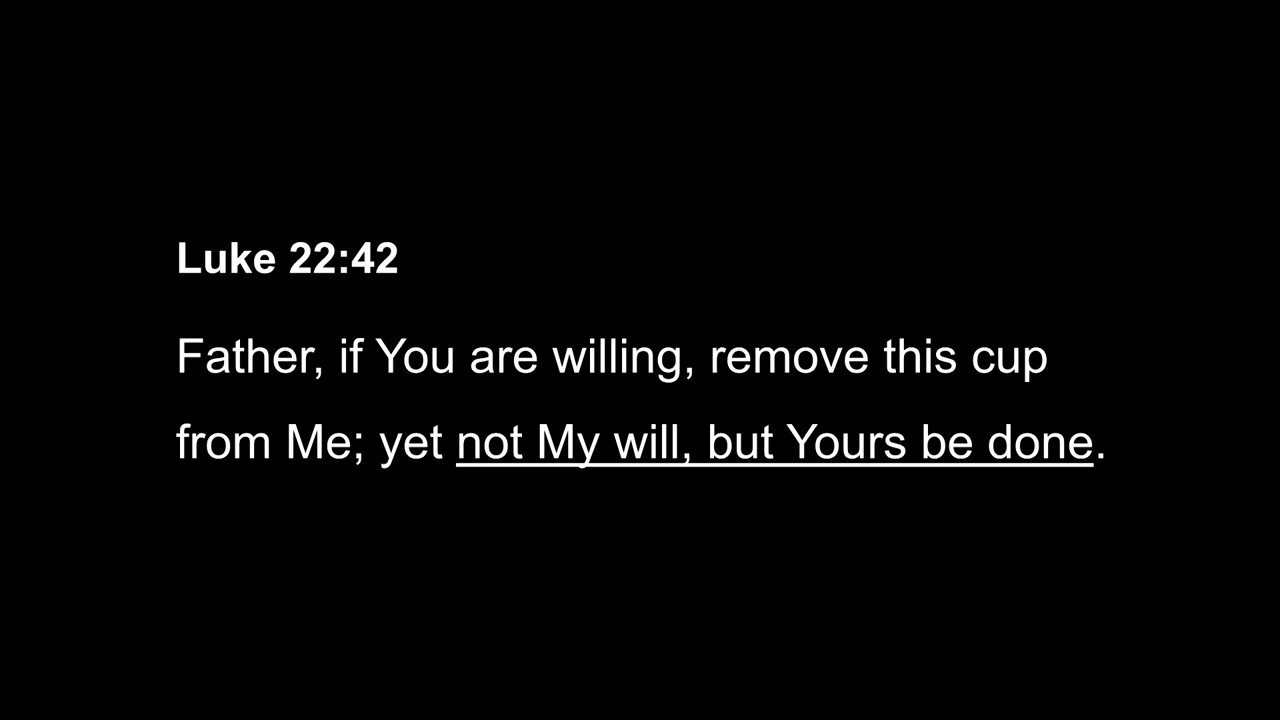 Luke 22:42
Father, if You are willing, remove this cup
from Me; yet not My will, but Yours be done.